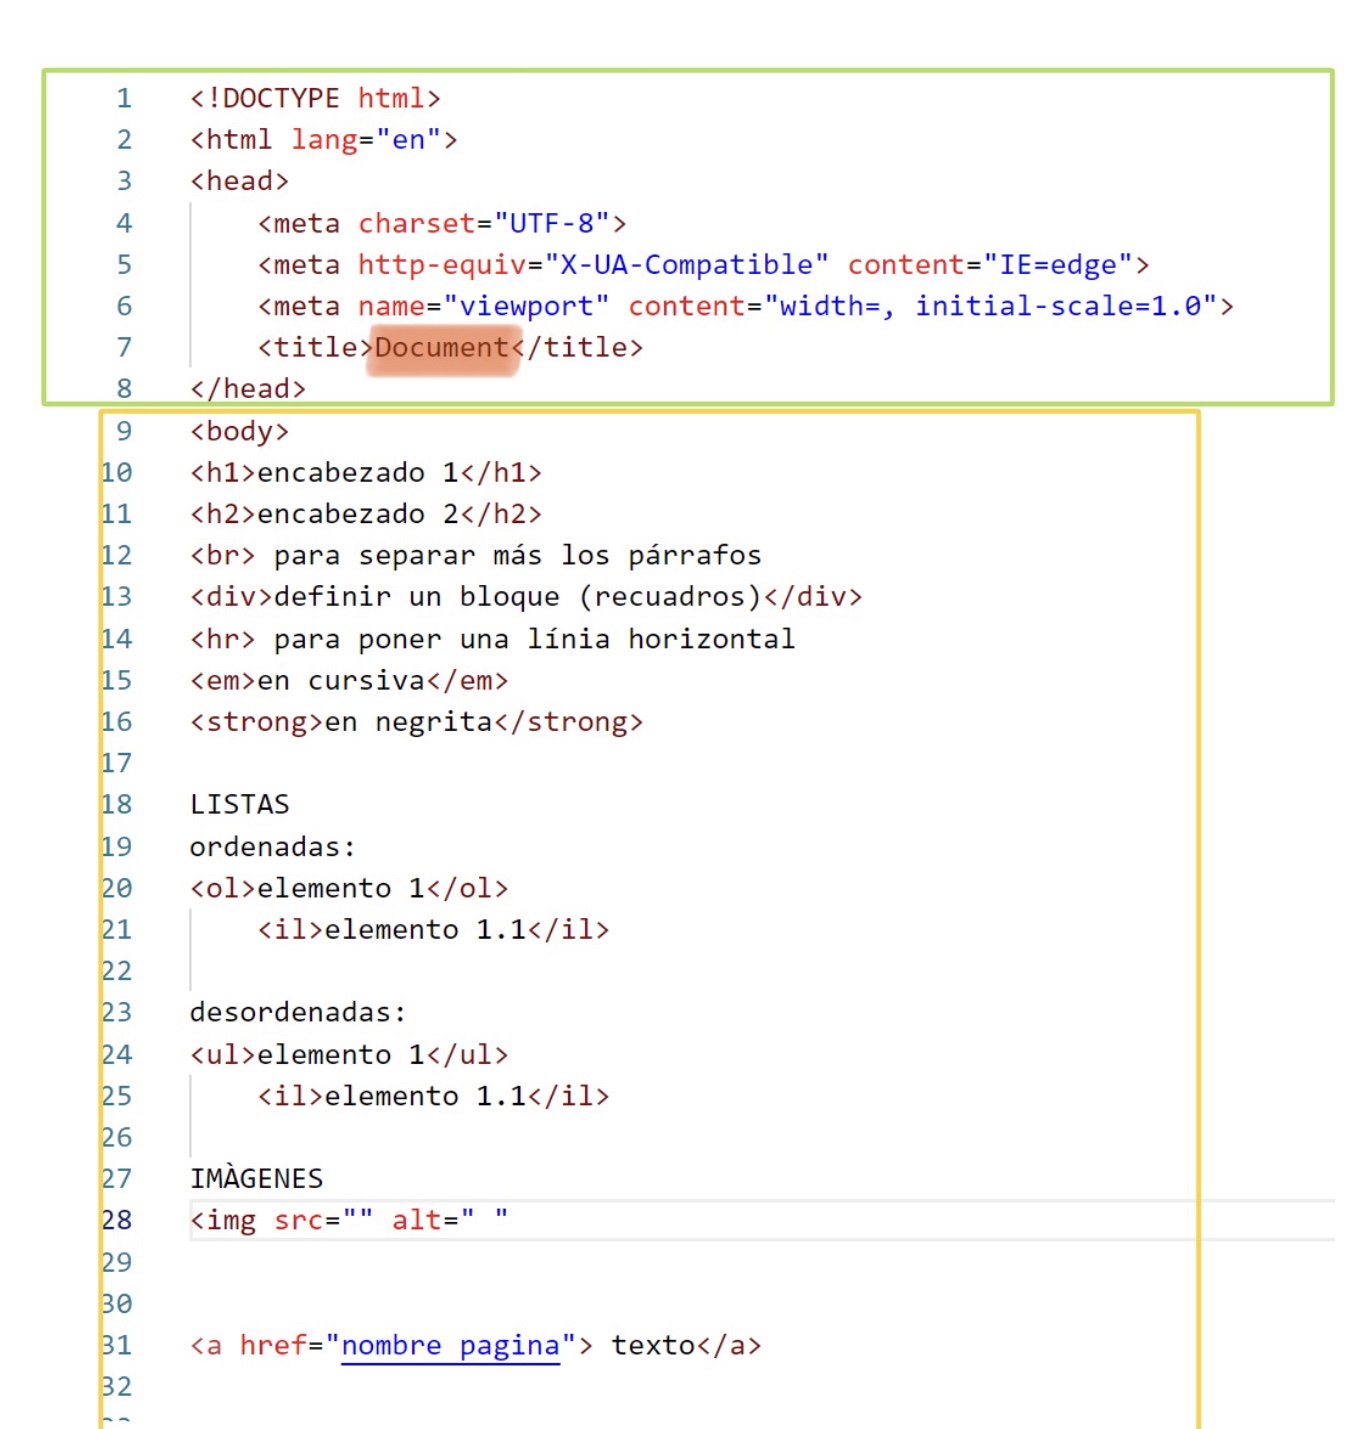 1 <!DOCTYPE html>
2 <html lang="en">
3 <head>
4 <meta charset="UTF-8">
5 <meta http-equiv="X-UA-Compatible" content="IE=edge">
6 <meta name="viewport" content="width=, initial-scale=1.0">
7 <title>Document</title>
8 </head>
9 <body>
10 <h1>encabezado 1</h1>
11 <h2>encabezado 2</h2>
12 <br> para separar más los párrafos
13 <div>definir un bloque (recuadros)</div>
14 <hr> para poner una línia horizontal
15 <em>en cursiva</em>
16 <strong>en negrita</strong>
17
18 LISTAS
19 ordenadas:
20 <ol>elemento 1</ol>
21 <il>elemento 1.1</il>
22
23 desordenadas:
24 <ul>elemento 1</ul>
25 <il>elemento 1.1</il>
26
27 IMÀGENES
28 <img src="" alt=" "
29
30
31 <a href="nombre pagina"> texto</a>
32